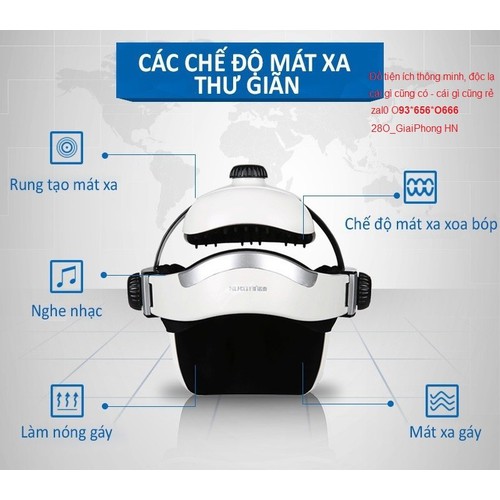 CÁC CHẾ ĐỘ MÁT XA
THƯ GIÃN
Đồ tiện ích thông minh, độc lạ
cái gì cũng có - cái gì cũng rẻ
zal0 O93*656*O666
28O_GiaiPhong HN
Rung tạo mát xa
Chế độ mát xa xoa bóp
Nghe nhạc
Làm nóng gáy
Mát xa gáy